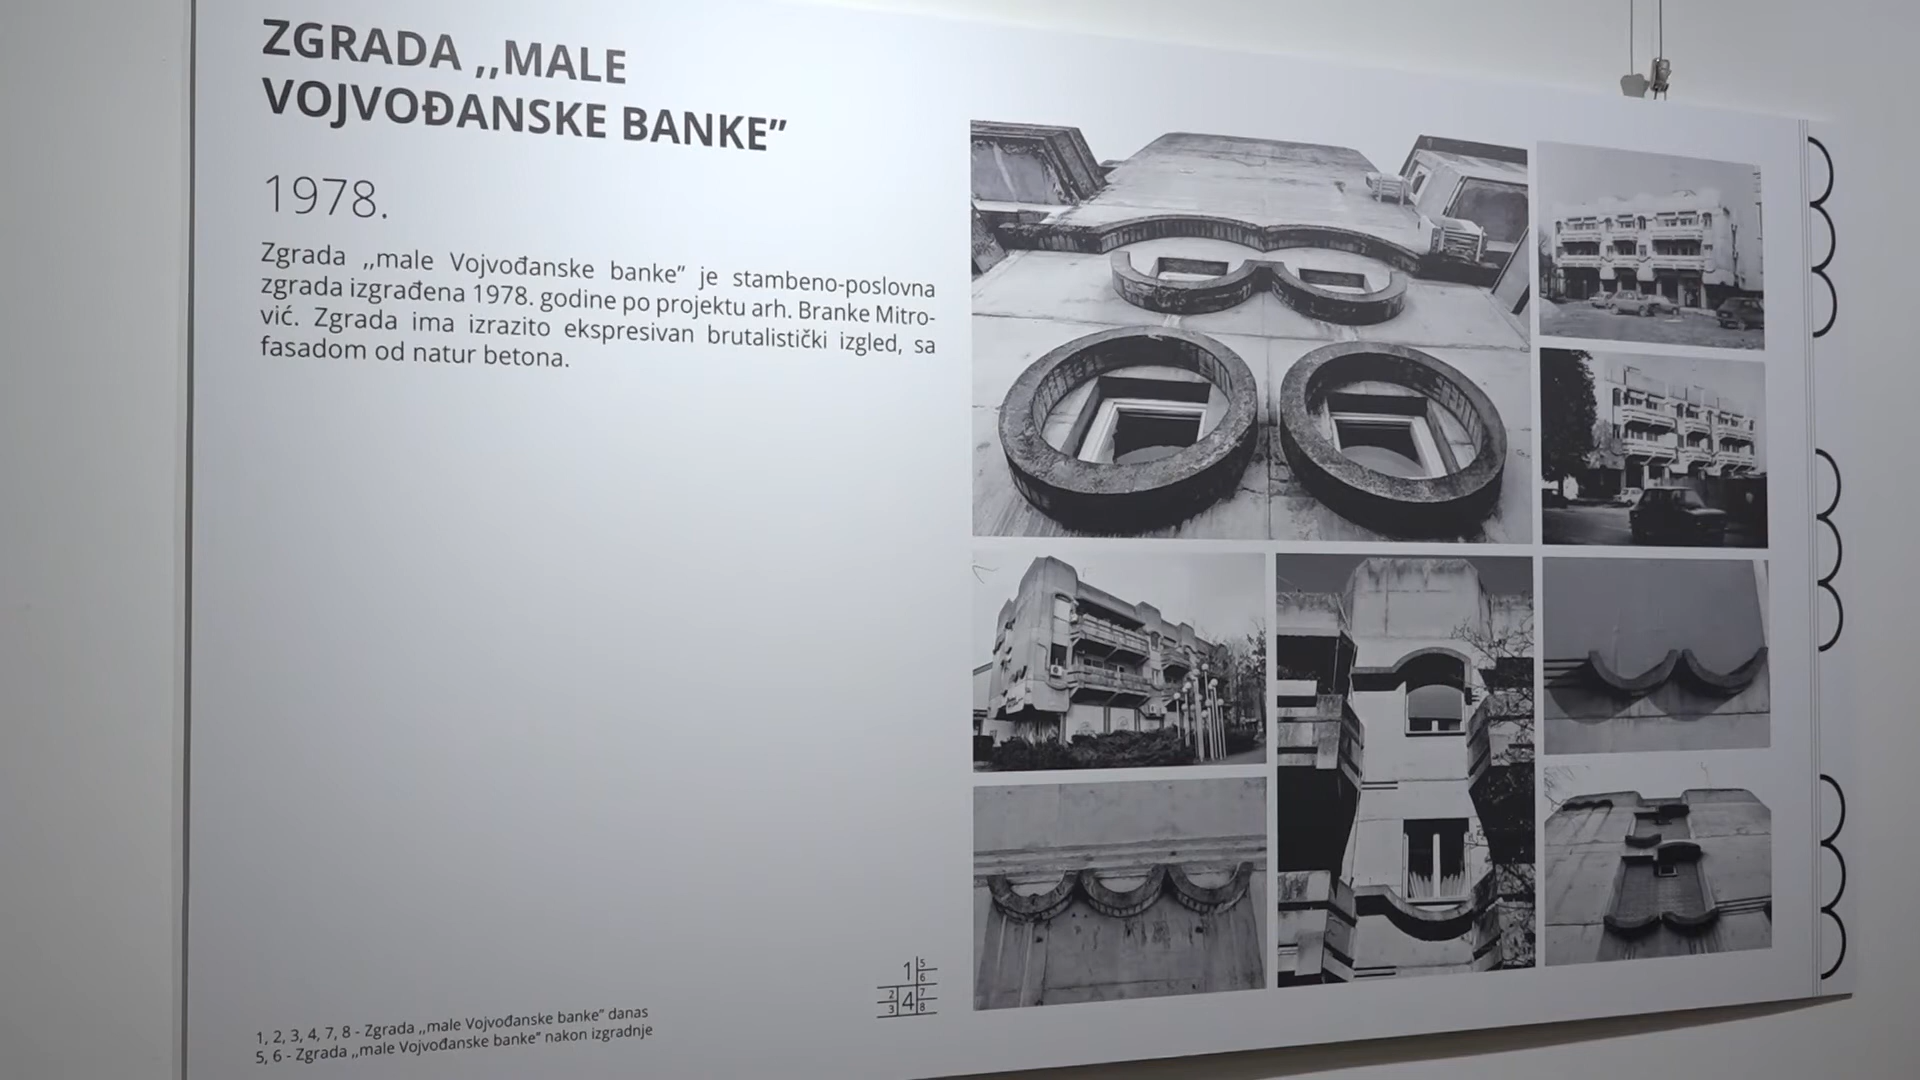 ZGRADA ,,MALE
VOJVOĐANSKE BANKE”
1978.
Zgrada ,,male Vojvođanske banke” je stambeno-poslovna
zgrada izgrađena 1978. godine po projektu arh. Branke Mitro-
vić. Zgrada ima izrazito ekspresivan brutalistički izgled, sa
fasadom od natur betona.
1 5
6
2 4 7
3 8
1, 2, 3, 4, 7, 8 - Zgrada ,,male Vojvođanske banke” danas
5, 6 - Zgrada ,,male Vojvođanske banke” nakon izgradnje